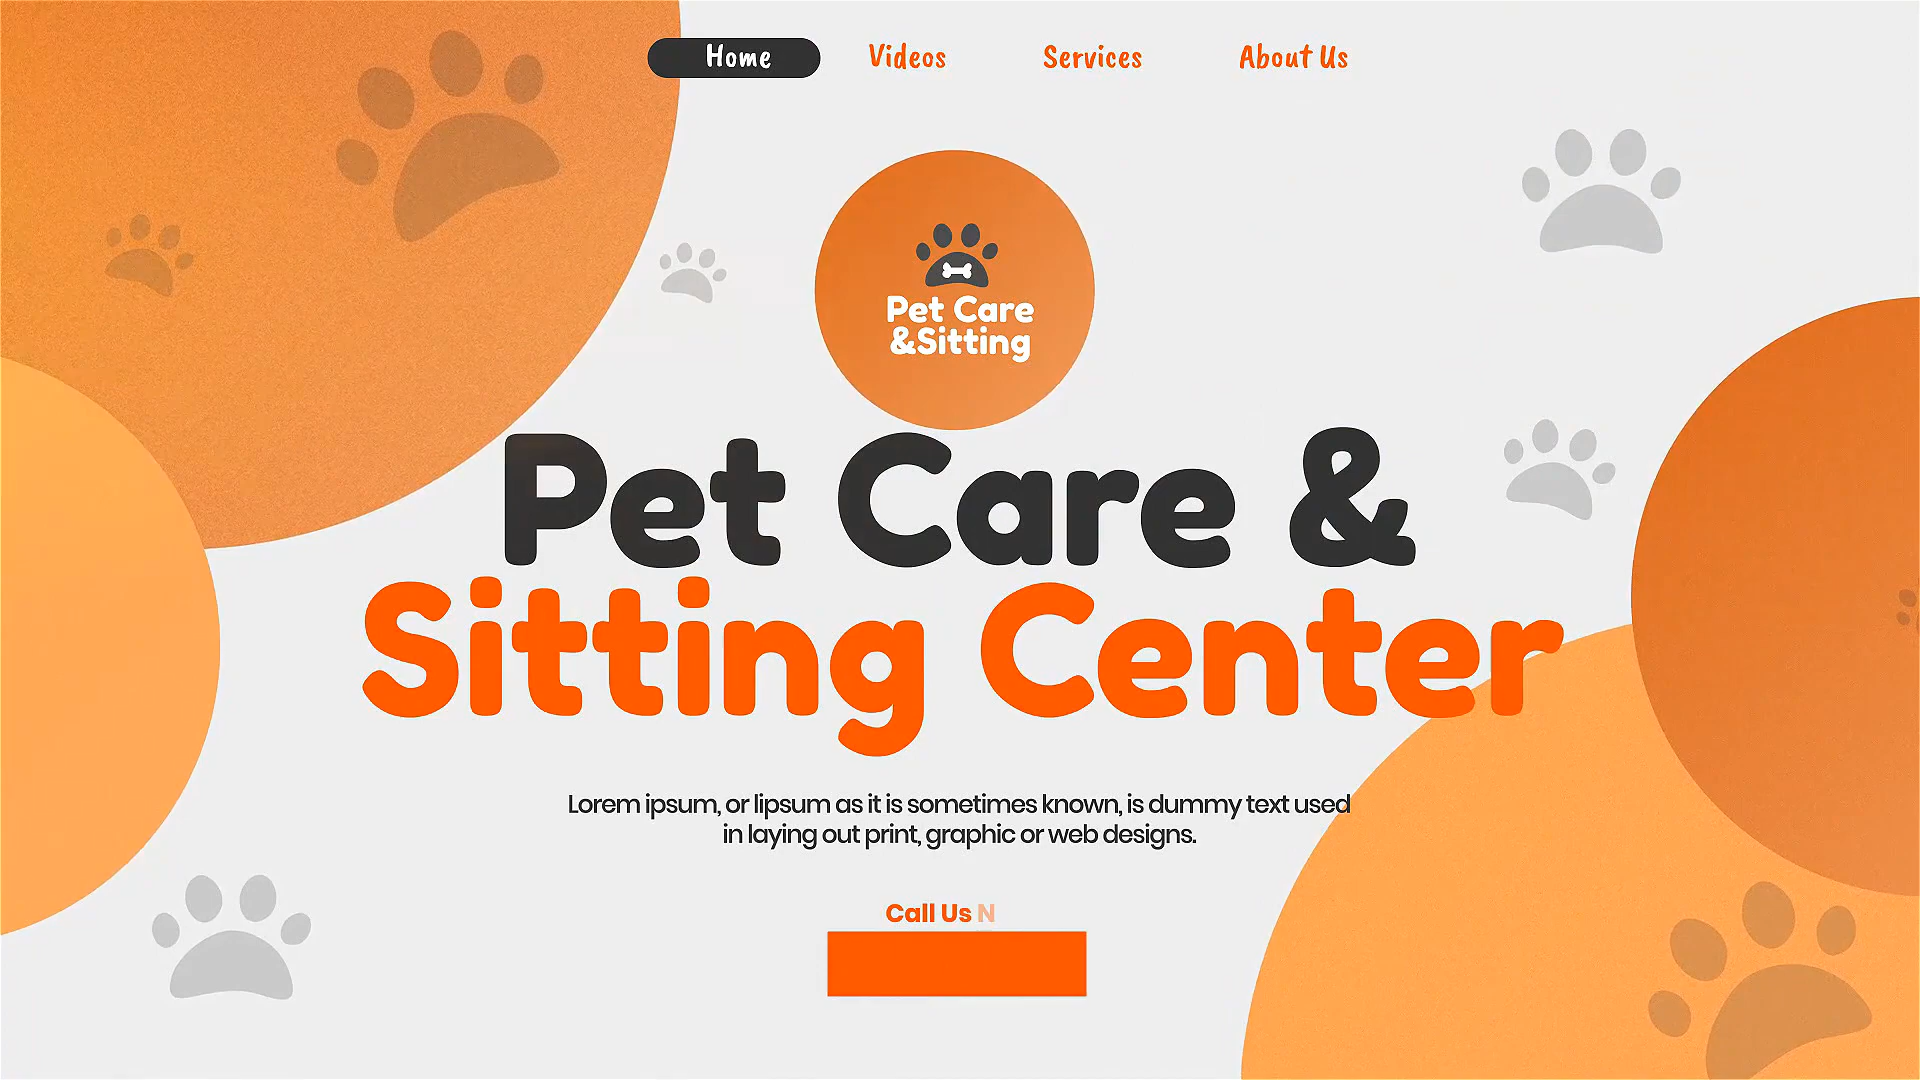 Home
Videos
Services
About Us
Pet Care
&Sitting
Pet Care &
Sitting Center
Lorem ipsum, or lipsum as it is sometimes known, is dummy text used
in laying out print, graphic or web designs.
Call Us N